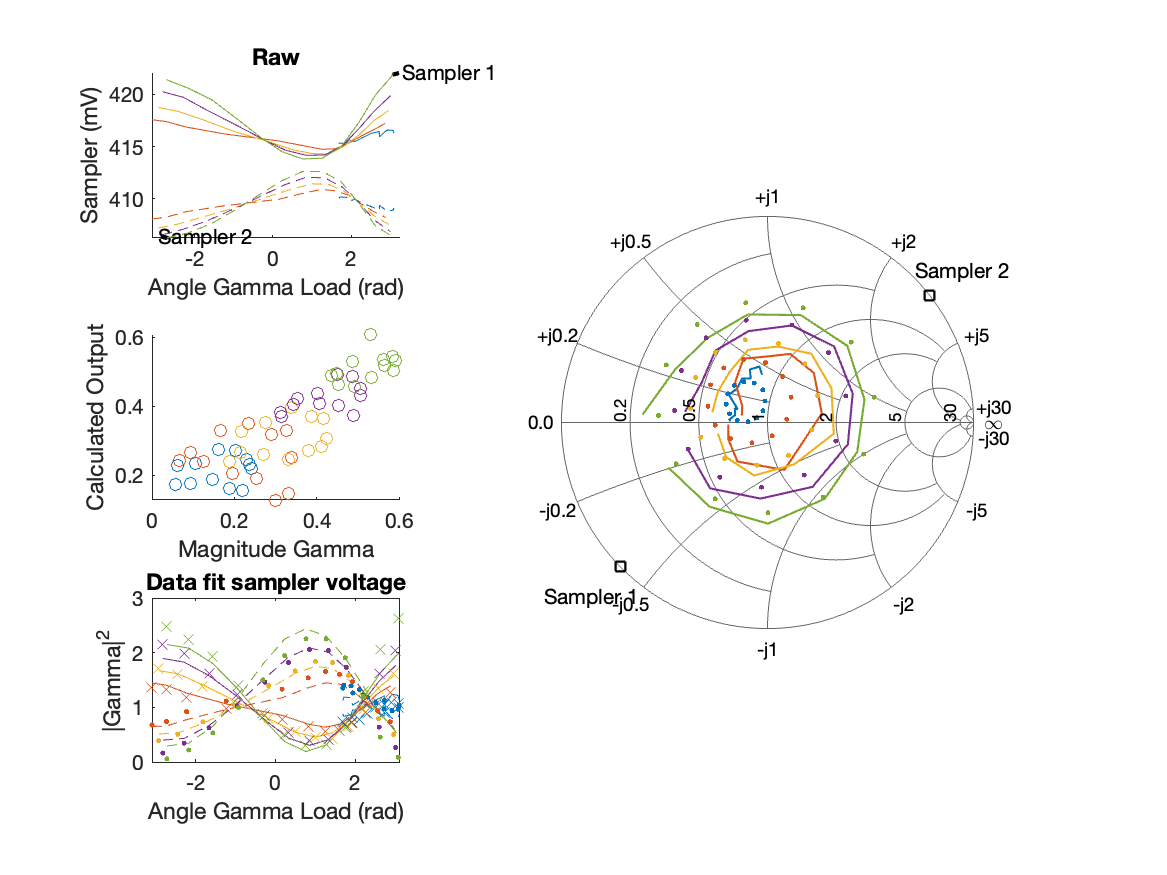 Raw
Sampler 1
420
415
410
Sampler (mV)
Sampler 2
-2
0
2
Angle Gamma Load (rad)
0.6
0.4
0.2
Calculated Output
0
0.2
0.4
0.6
Magnitude Gamma
Data fit sampler voltage
3
2
1
0
|Gamma|²
-2
0
2
Angle Gamma Load (rad)
+j1
+j0.5
+j2
Sampler 2
+j0.2
+j5
0.0
0.2
0.5
1
2
5
30
+j30
∞
-j30
-j0.2
-j5
Sampler 1
-j0.5
-j2
-j1